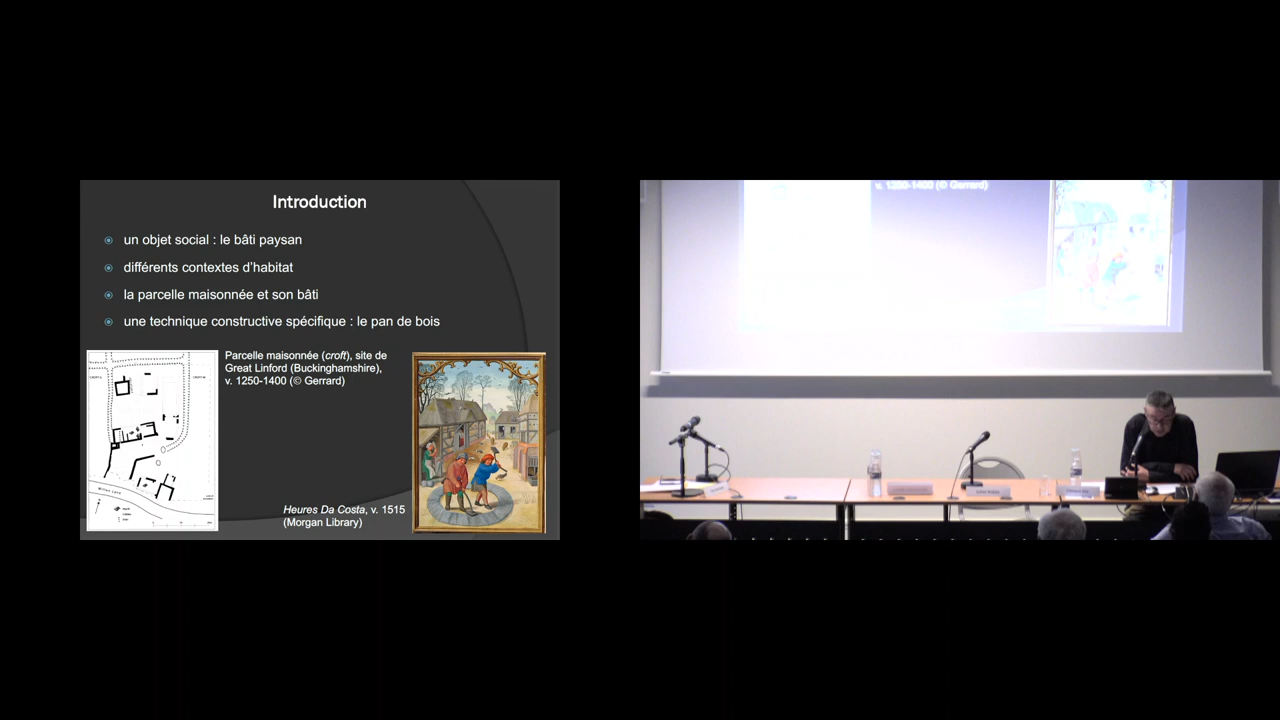 Introduction
un objet social : le bâti paysan
différents contextes d'habitat
la parcelle maisonnée et son bâti
une technique constructive spécifique : le pan de bois
Parcelle maisonnée (croft), site de
Great Linford (Buckinghamshire),
v. 1250-1400 (© Gerrard)
Heures Da Costa, v. 1515
(Morgan Library)
v. 1250-1400 (© Gerrard)